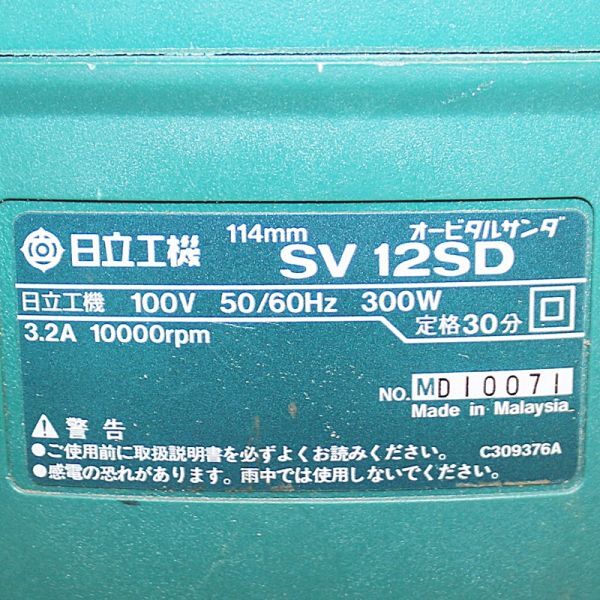 日立工機 114mm SV 12SD オービタルサンダ
日立工機 100V 50/60Hz 300W
3.2A 10000rpm 定格30分
NO. MD10071
Made in Malaysia
⚠ 警告
●ご使用前に取扱説明書を必ずよくお読みください。 C309376A
●感電の恐れがあります。雨中では使用しないでください。